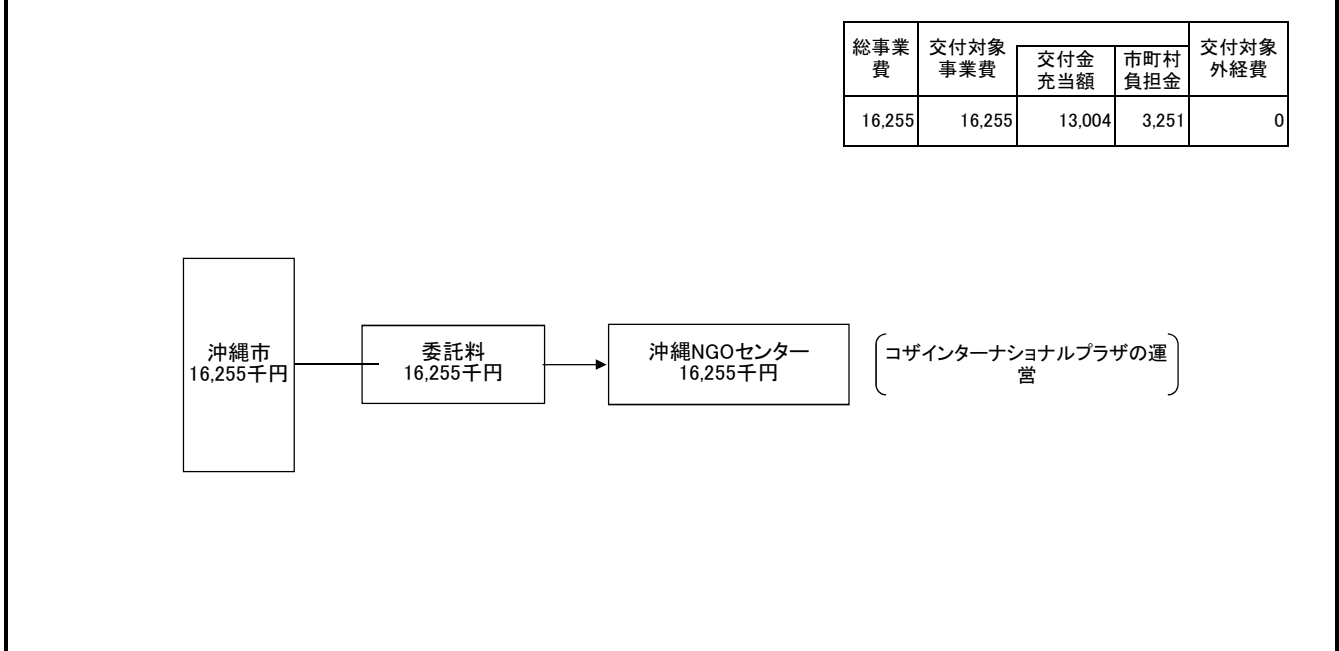 総事業
費
交付対象
事業費
交付金
充当額
市町村
負担金
交付対象
外経費
16,255
16,255
13,004
3,251
0
沖縄市
16,255千円
委託料
16,255千円
沖縄NGOセンター
16,255千円
コザインターナショナルプラザの運
営